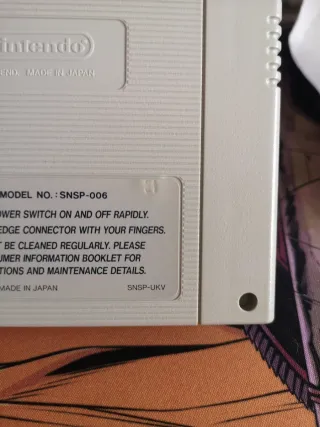 Nintendo
END. MADE IN JAPAN
MODEL NO.: SNSP-006
OWER SWITCH ON AND OFF RAPIDLY.
EDGE CONNECTOR WITH YOUR FINGERS.
T BE CLEANED REGULARLY. PLEASE
UMER INFORMATION BOOKLET FOR
TIONS AND MAINTENANCE DETAILS.
MADE IN JAPAN SNSP-UKV